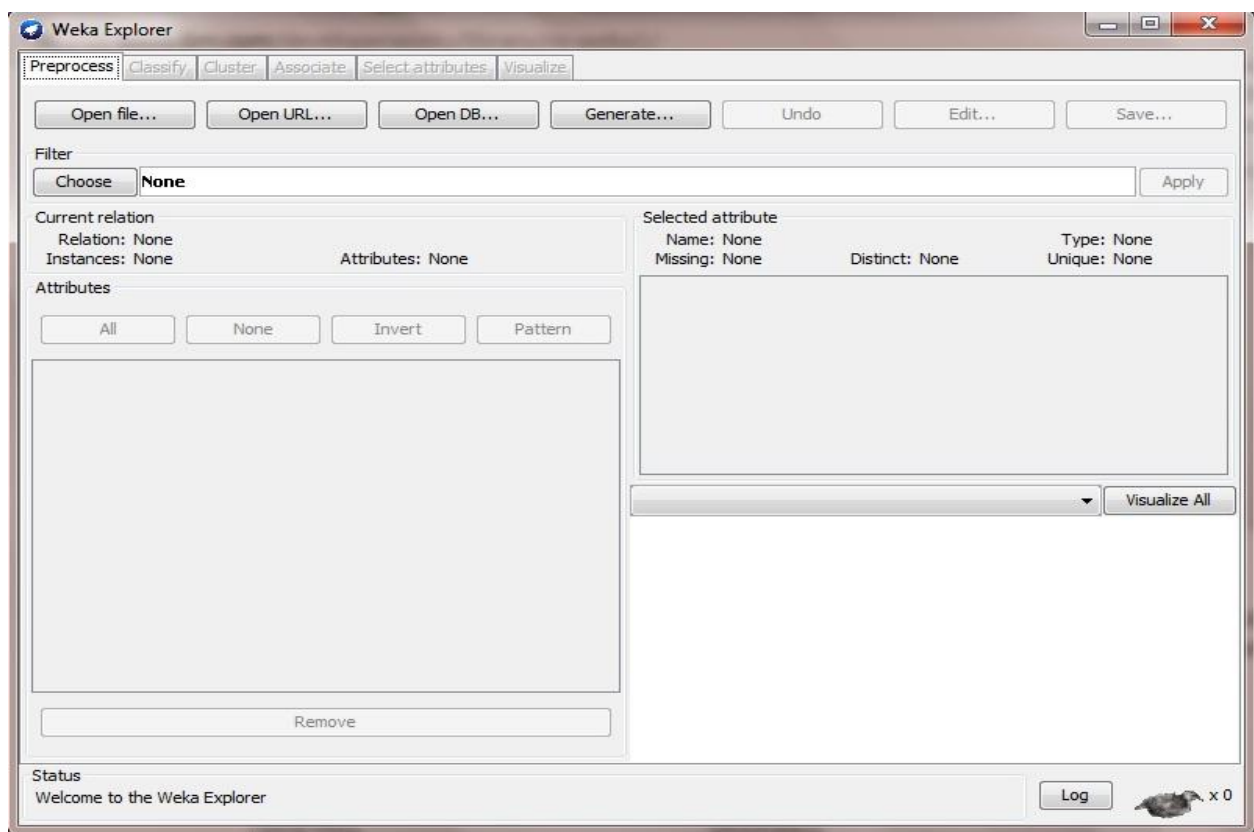 Weka Explorer
Preprocess Classify Cluster Associate Select attributes Visualize
Open file... Open URL... Open DB... Generate... Undo Edit... Save...
Filter
Choose None Apply
Current relation
Relation: None
Instances: None Attributes: None
Selected attribute
Name: None Type: None
Missing: None Distinct: None Unique: None
Attributes
All None Invert Pattern
Visualize All
Remove
Status
Welcome to the Weka Explorer
Log x 0